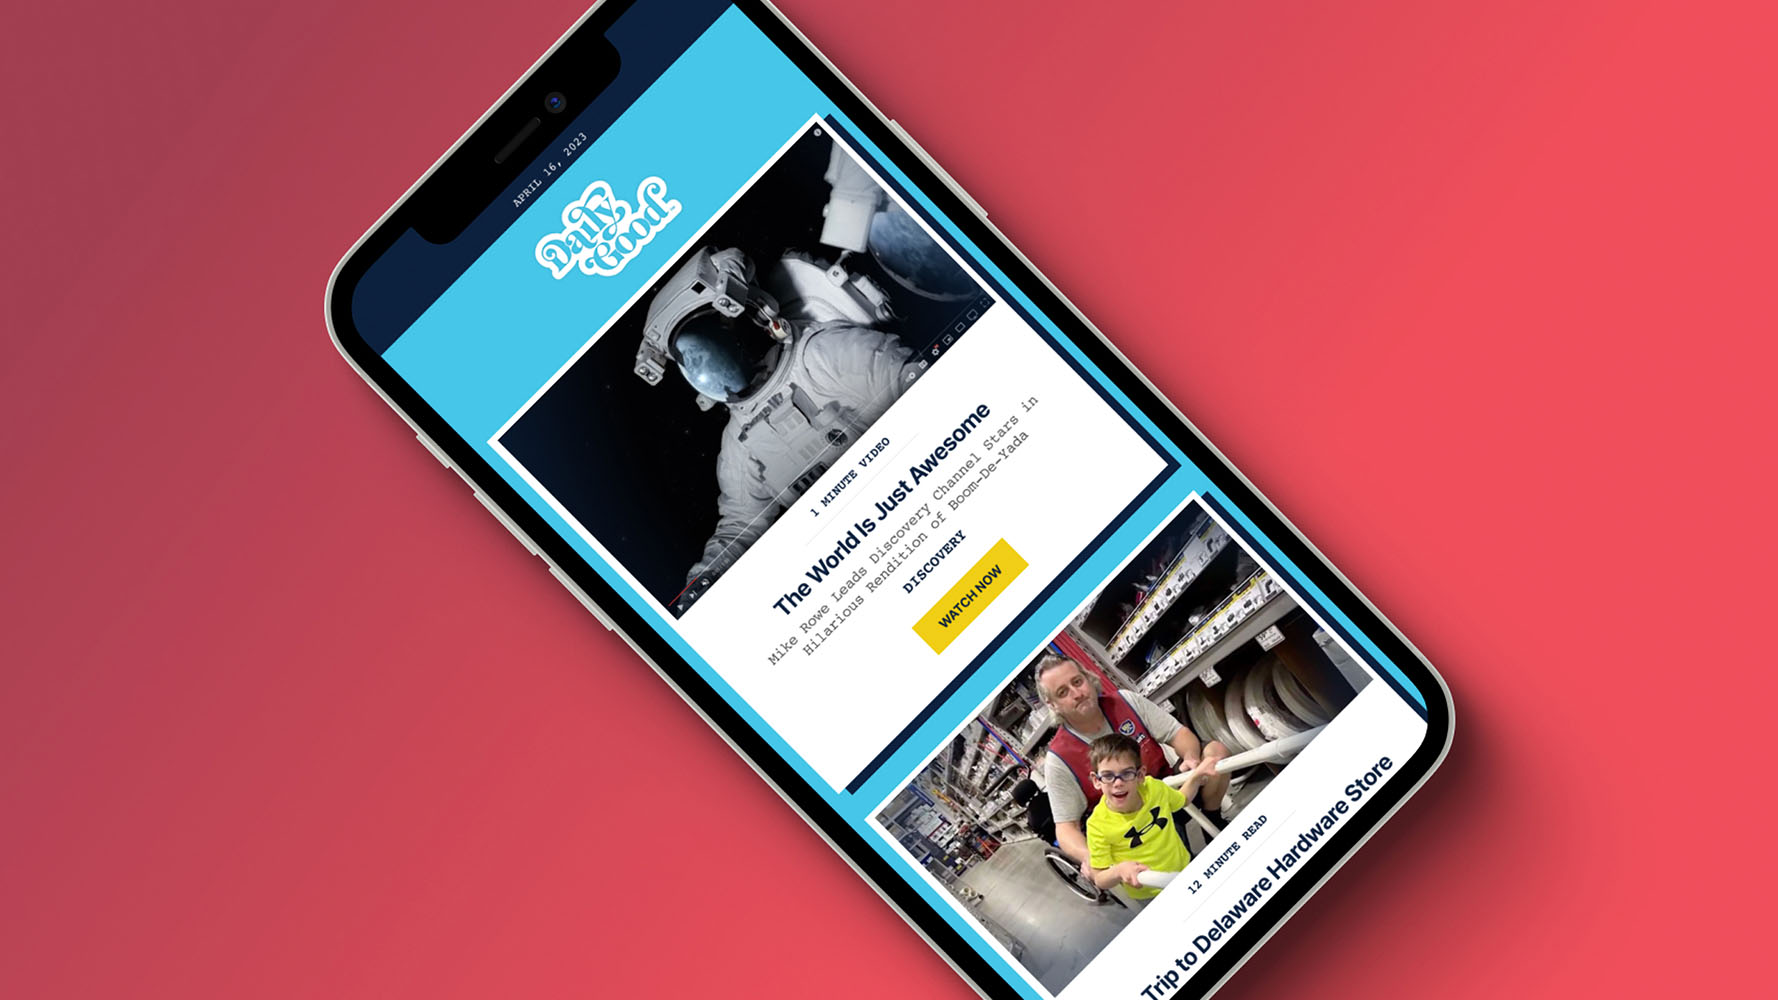 APRIL 16, 2023
Daily
Good
1 MINUTE VIDEO
The World Is Just Awesome
Mike Rowe Leads Discovery Channel Stars in
Hilarious Rendition of Boom-De-Yada
DISCOVERY
WATCH NOW
12 MINUTE READ
Trip to Delaware Hardware Store